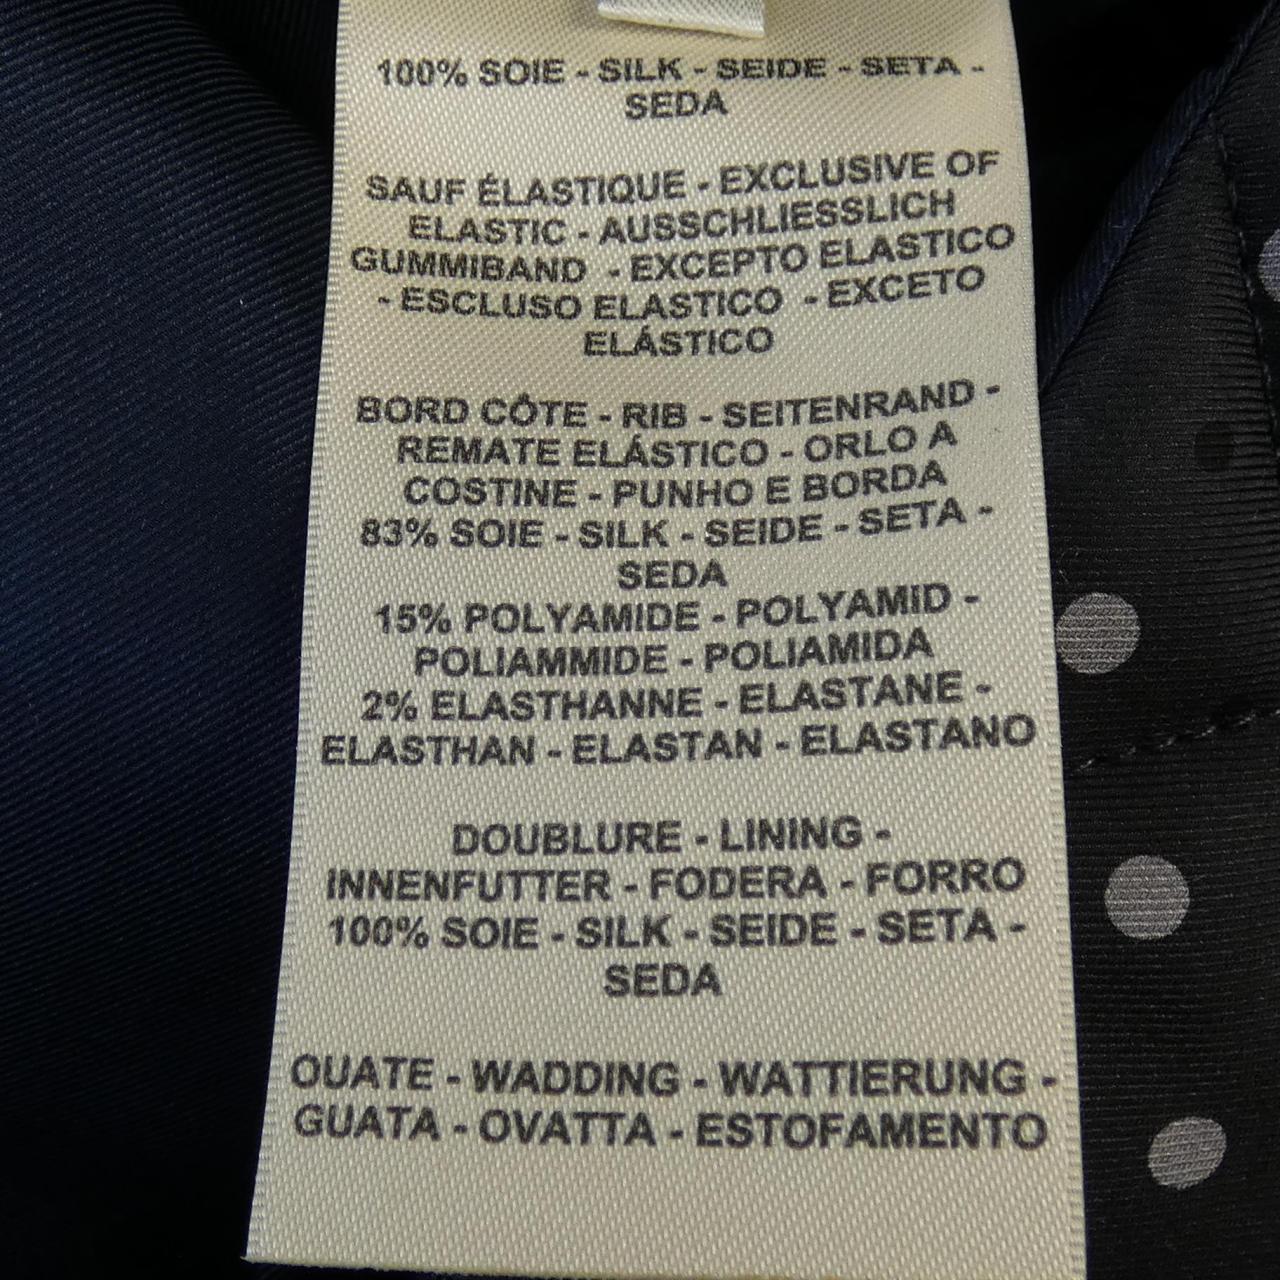 100% SOIE - SILK - SEIDE - SETA -
SEDA
SAUF ÉLASTIQUE - EXCLUSIVE OF
ELASTIC - AUSSCHLIESSLICH
GUMMIBAND - EXCEPTO ELASTICO
- ESCLUSO ELASTICO - EXCETO
ELÁSTICO
BORD CÔTE - RIB - SEITENRAND -
REMATE ELÁSTICO - ORLO A
COSTINE - PUNHO E BORDA
83% SOIE - SILK - SEIDE - SETA -
SEDA
15% POLYAMIDE - POLYAMID -
POLIAMMIDE - POLIAMIDA
2% ELASTHANNE - ELASTANE -
ELASTHAN - ELASTAN - ELASTANO
DOUBLURE - LINING -
INNENFUTTER - FODERA - FORRO
100% SOIE - SILK - SEIDE - SETA -
SEDA
OUATE - WADDING - WATTIERUNG -
GUATA - OVATTA - ESTOFAMENTO